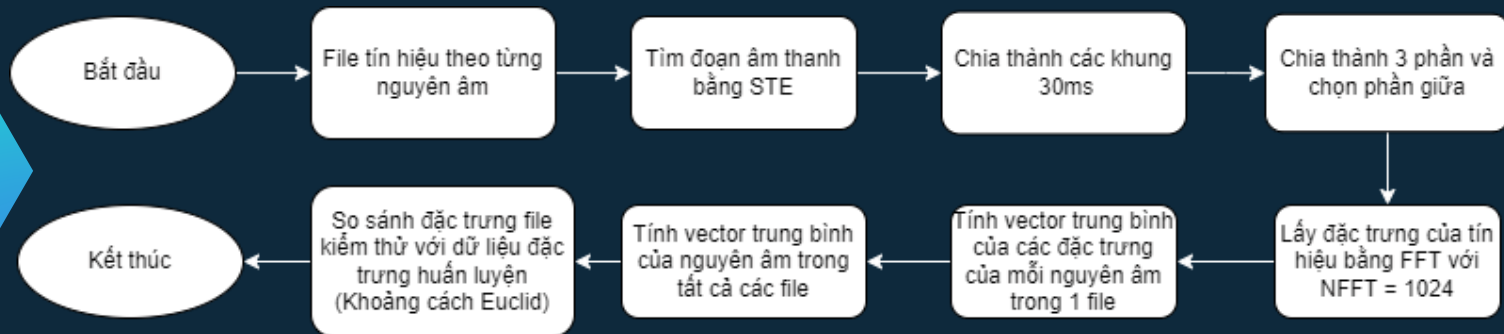 Bắt đầu
File tín hiệu theo từng
nguyên âm
Tìm đoạn âm thanh
bằng STE
Chia thành các khung
30ms
Chia thành 3 phần và
chọn phần giữa
Lấy đặc trưng của tín
hiệu bằng FFT với
NFFT = 1024
Tính vector trung bình
của các đặc trưng
của mỗi nguyên âm
trong 1 file
Tính vector trung bình
của nguyên âm trong
tất cả các file
So sánh đặc trưng file
kiểm thử với dữ liệu đặc
trưng huấn luyện
(Khoảng cách Euclid)
Kết thúc